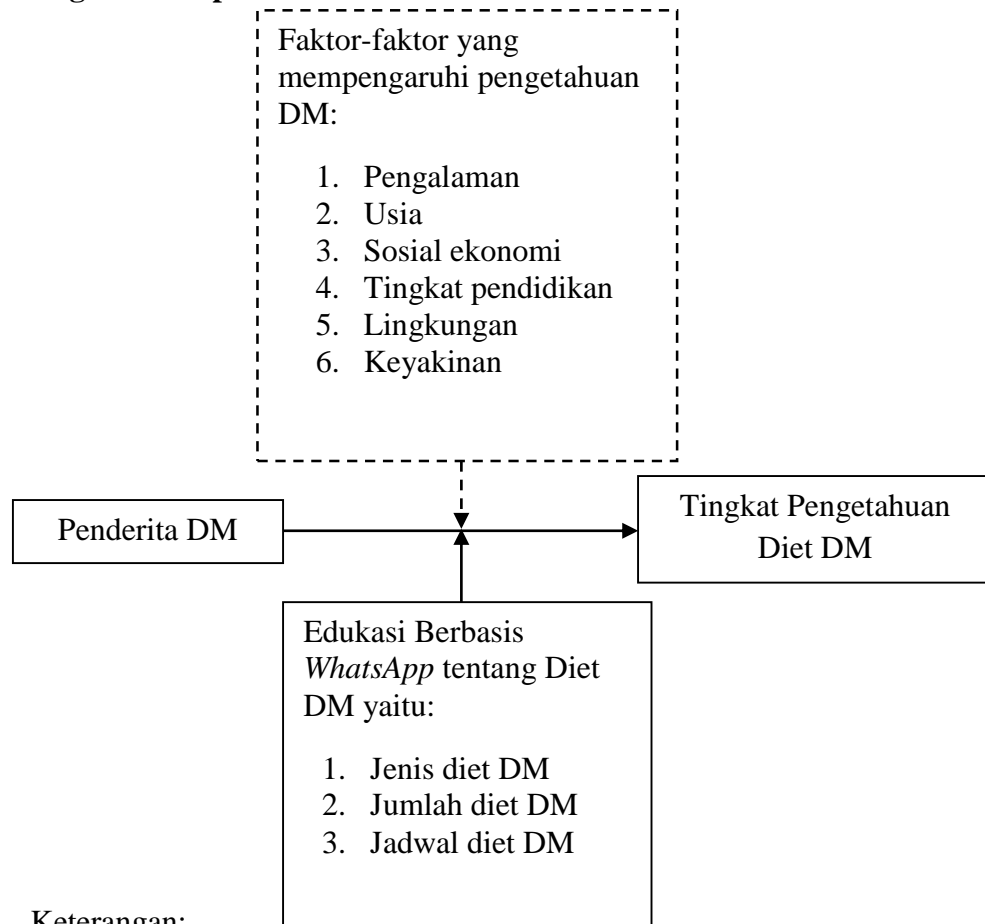 Faktor-faktor yang
mempengaruhi pengetahuan
DM:
1. Pengalaman
2. Usia
3. Sosial ekonomi
4. Tingkat pendidikan
5. Lingkungan
6. Keyakinan
Penderita DM
Tingkat Pengetahuan
Diet DM
Edukasi Berbasis
WhatsApp tentang Diet
DM yaitu:
1. Jenis diet DM
2. Jumlah diet DM
3. Jadwal diet DM
Keterangan: